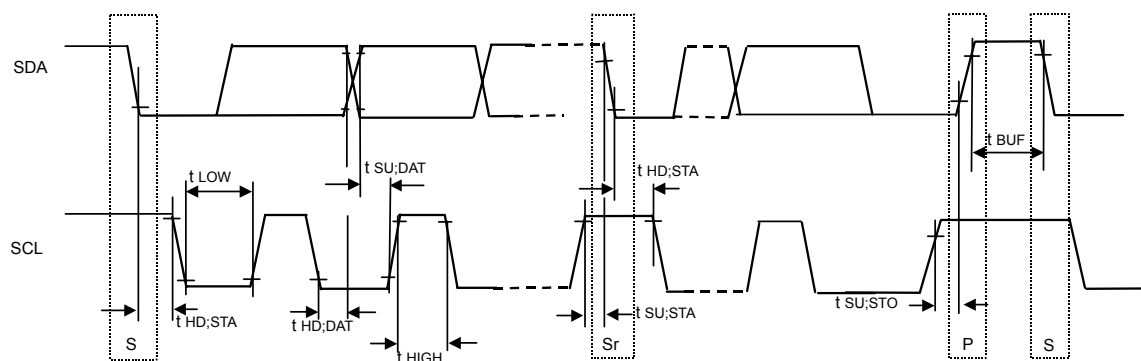 SDA
t SU;DAT
t BUF
t LOW
t HD;STA
SCL
t HD;STA
t HD;DAT
t SU;STA
t SU;STO
t HIGH
S
Sr
P
S